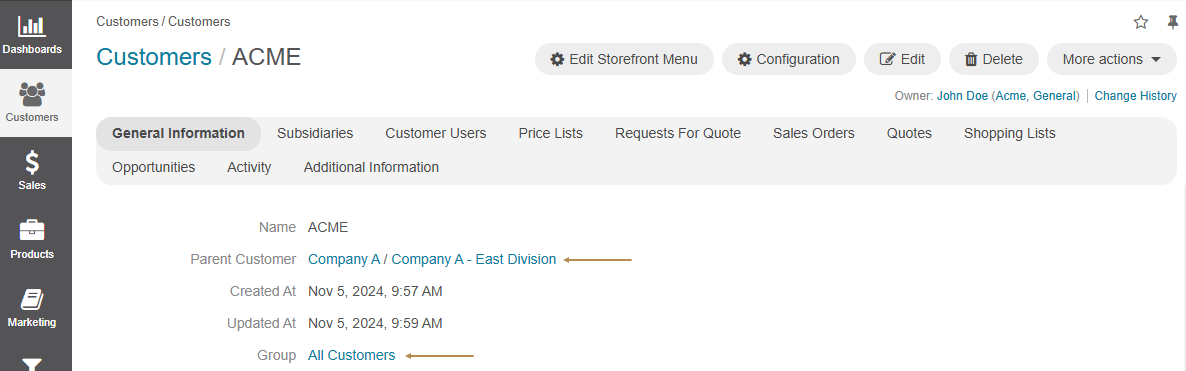 Dashboards
Customers
Sales
Products
Marketing
Customers / Customers
Customers / ACME
Edit Storefront Menu
Configuration
Edit
Delete
More actions
Owner: John Doe (Acme, General) | Change History
General Information Subsidiaries Customer Users Price Lists Requests For Quote Sales Orders Quotes Shopping Lists
Opportunities Activity Additional Information
Name ACME
Parent Customer Company A / Company A - East Division
Created At Nov 5, 2024, 9:57 AM
Updated At Nov 5, 2024, 9:59 AM
Group All Customers